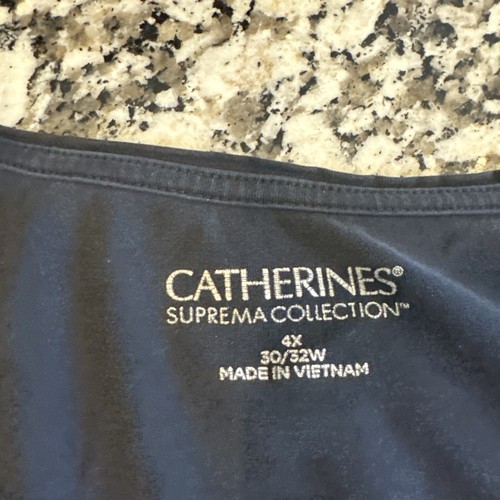 CATHERINES®
SUPREMA COLLECTION™
4X
30/32W
MADE IN VIETNAM